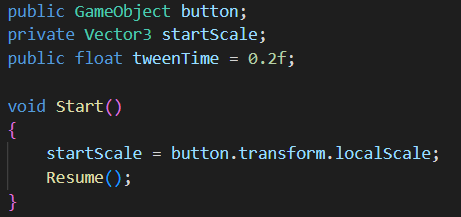 public GameObject button;
private Vector3 startScale;
public float tweenTime = 0.2f;
void Start()
{
startScale = button.transform.localScale;
Resume();
}